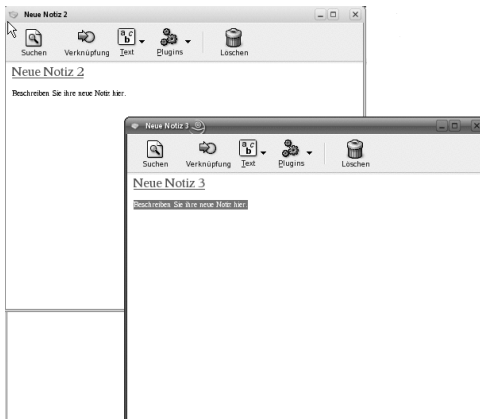 Neue Notiz 2
Suchen Verknüpfung Text Plugins Löschen
Neue Notiz 2
Beschreiben Sie ihre neue Notiz hier.
Neue Notiz 3
Suchen Verknüpfung Text Plugins Löschen
Neue Notiz 3
Beschreiben Sie ihre neue Notiz hier.